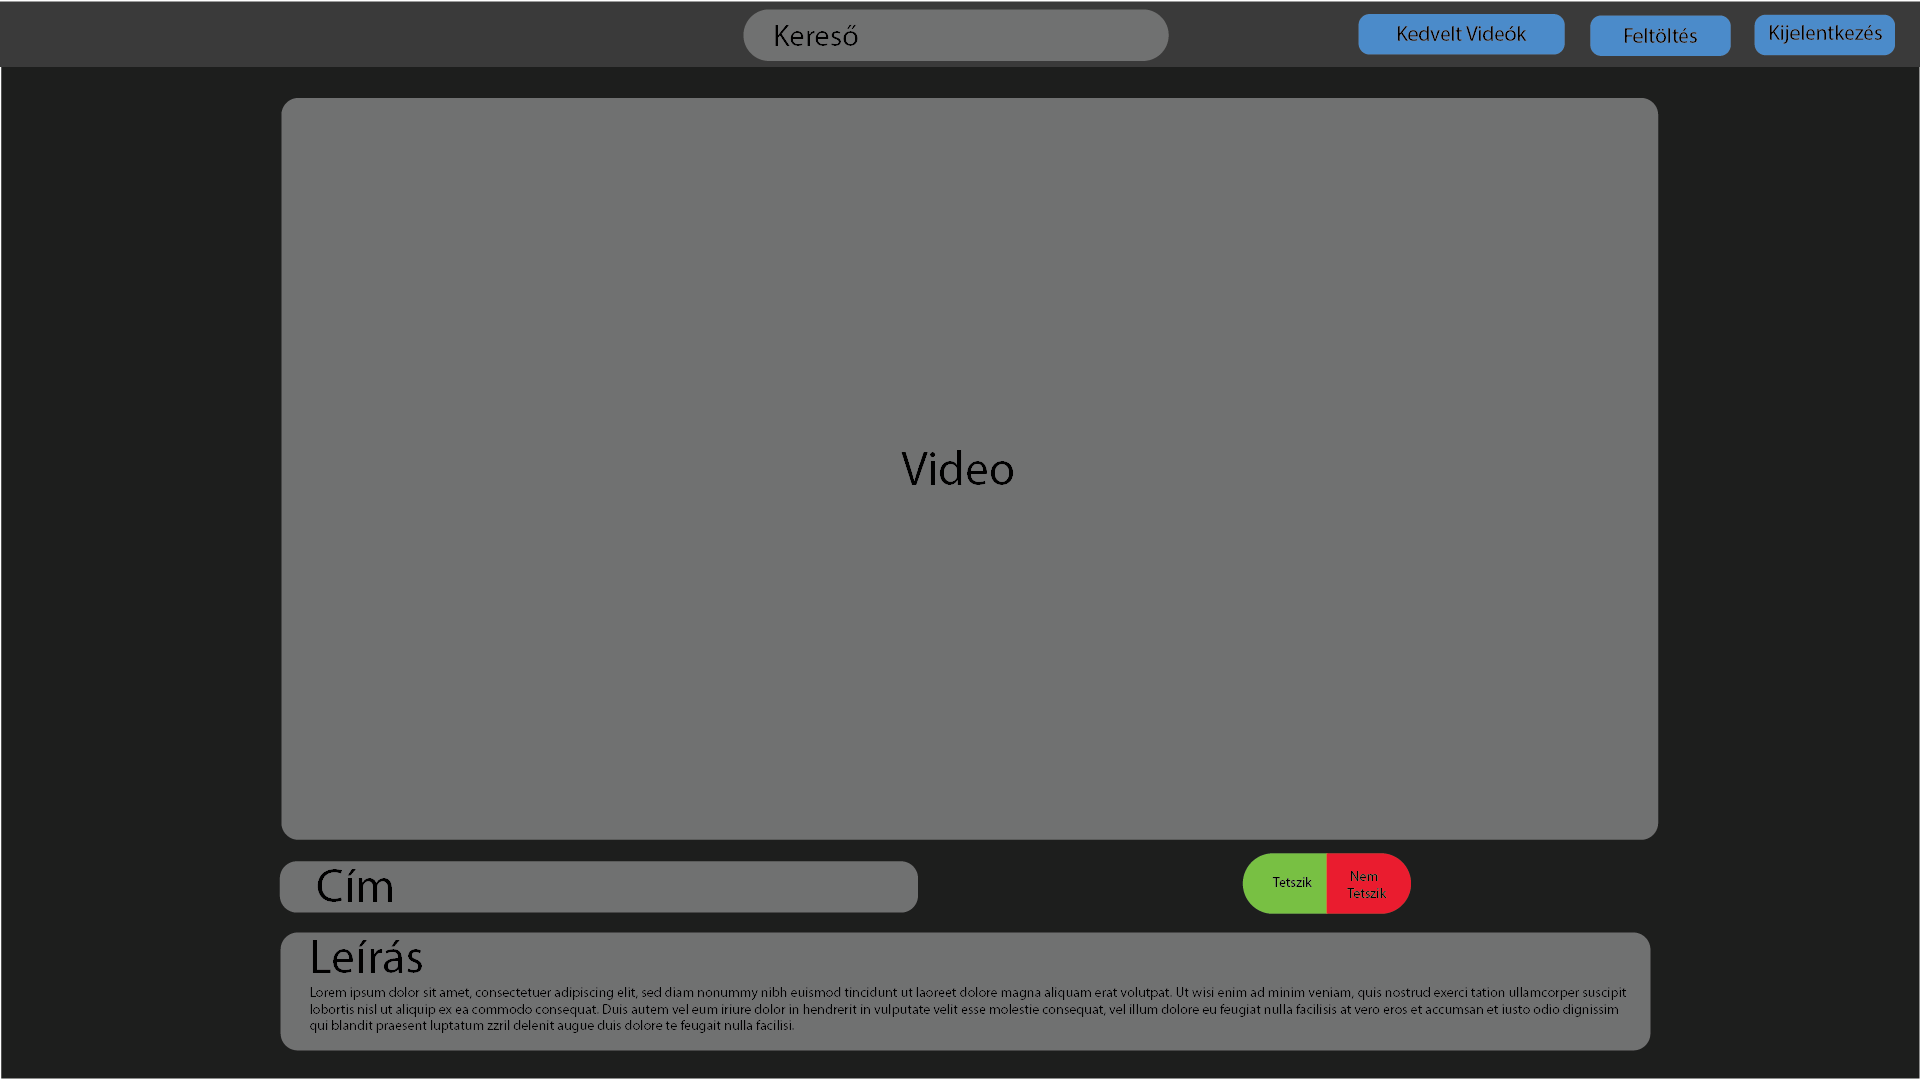 Kereső
Kedvelt Videók
Feltöltés
Kijelentkezés
Video
Cím
Tetszik
Nem
Tetszik
Leírás
Lorem ipsum dolor sit amet, consectetuer adipiscing elit, sed diam nonummy nibh euismod tincidunt ut laoreet dolore magna aliquam erat volutpat. Ut wisi enim ad minim veniam, quis nostrud exerci tation ullamcorper suscipit
lobortis nisl ut aliquip ex ea commodo consequat. Duis autem vel eum iriure dolor in hendrerit in vulputate velit esse molestie consequat, vel illum dolore eu feugiat nulla facilisis at vero eros et accumsan et iusto odio dignissim
qui blandit praesent luptatum zzril delenit augue duis dolore te feugait nulla facilisi.